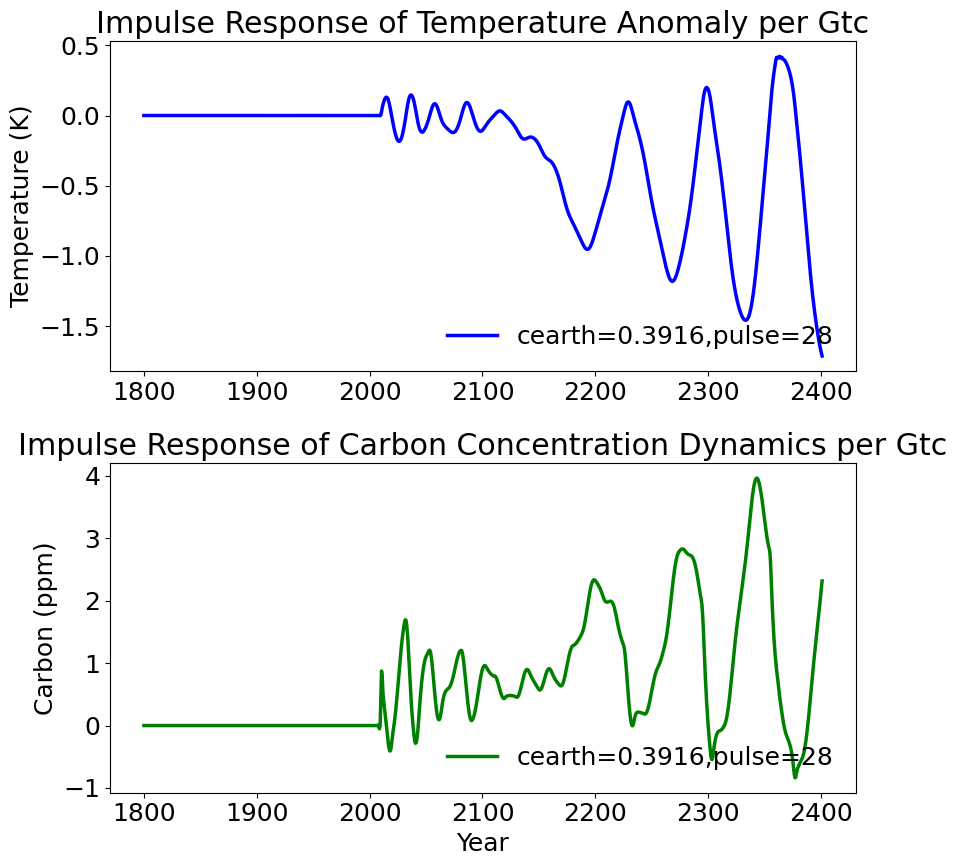 Impulse Response of Temperature Anomaly per Gtc
0.5
0.0
−0.5
−1.0
−1.5
Temperature (K)
cearth=0.3916,pulse=28
1800 1900 2000 2100 2200 2300 2400
Impulse Response of Carbon Concentration Dynamics per Gtc
4
3
2
1
0
−1
Carbon (ppm)
cearth=0.3916,pulse=28
1800 1900 2000 2100 2200 2300 2400
Year